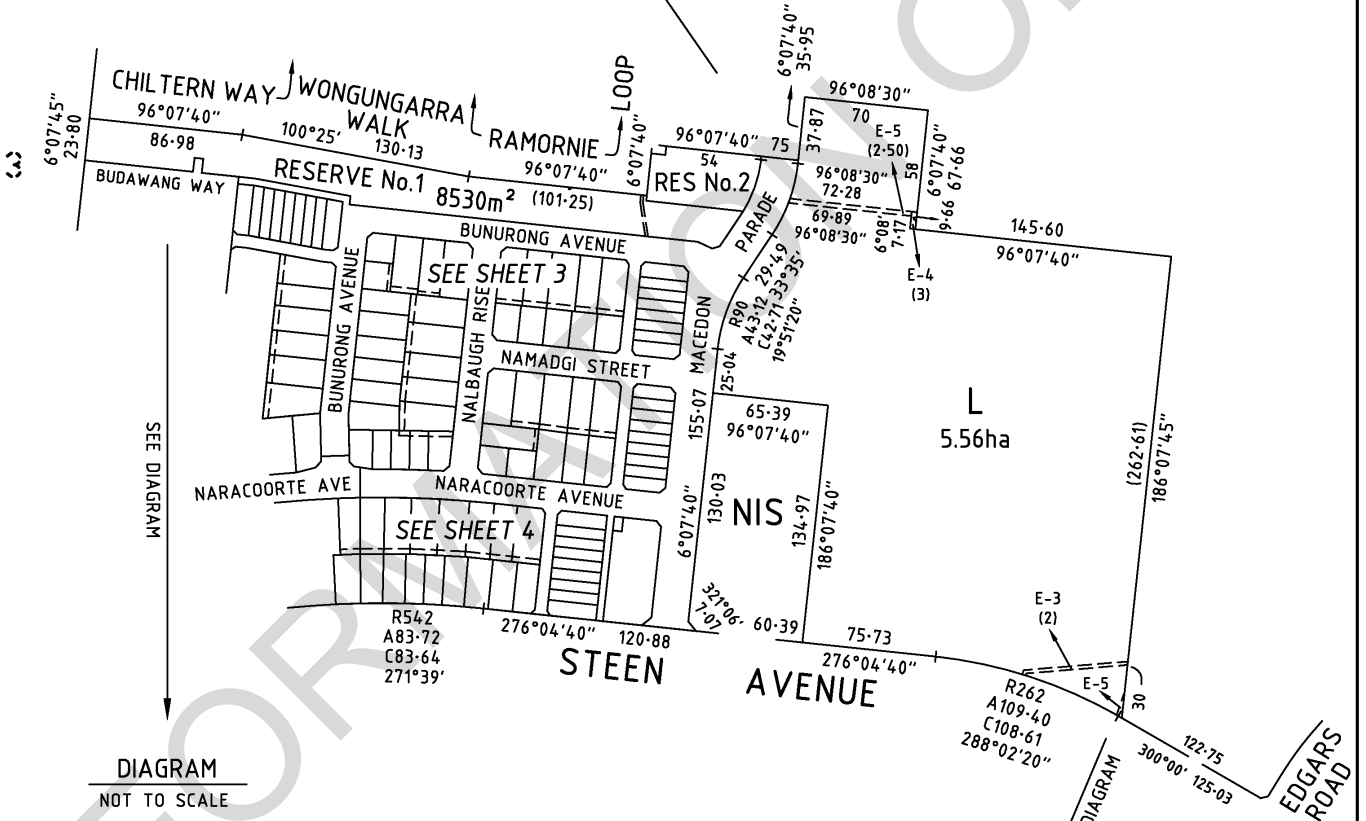 6°07'40"
35·95
CHILTERN WAY
WONGUNGARRA
WALK
RAMORNIE
LOOP
6°07'45"
23·80
96°07'40"
86·98
100°25'
130·13
96°07'40"
(101·25)
6°07'40"
96°07'40"
75
54
37·87
96°08'30"
70
E-5
(2·50)
58
6°07'40"
67·66
9·66
BUDAWANG WAY
RESERVE No.1
8530m²
RES No.2
PARADE
96°08'30"
72·28
69·89
96°08'30"
6°08'
7·17
E-4
(3)
145·60
96°07'40"
BUNURONG AVENUE
BUNURONG AVENUE
SEE SHEET 3
NALBAUGH RISE
NAMADGI STREET
MACEDON
29·49
33°35'
R90
A43·12
C42·71
19°51'20"
25·04
155·07
65·39
96°07'40"
L
5.56ha
(262·61)
186°07'45"
SEE DIAGRAM
NARACOORTE AVE
NARACOORTE AVENUE
SEE SHEET 4
6°07'40"
130·03
NIS
134·97
186°07'40"
321°06'
7·07
60·39
75·73
276°04'40"
R542
A83·72
C83·64
271°39'
276°04'40"
120·88
STEEN AVENUE
E-3
(2)
E-5
30
R262
A109·40
C108·61
288°02'20"
122·75
300°00'
125·03
EDGARS
ROAD
DIAGRAM
DIAGRAM
NOT TO SCALE